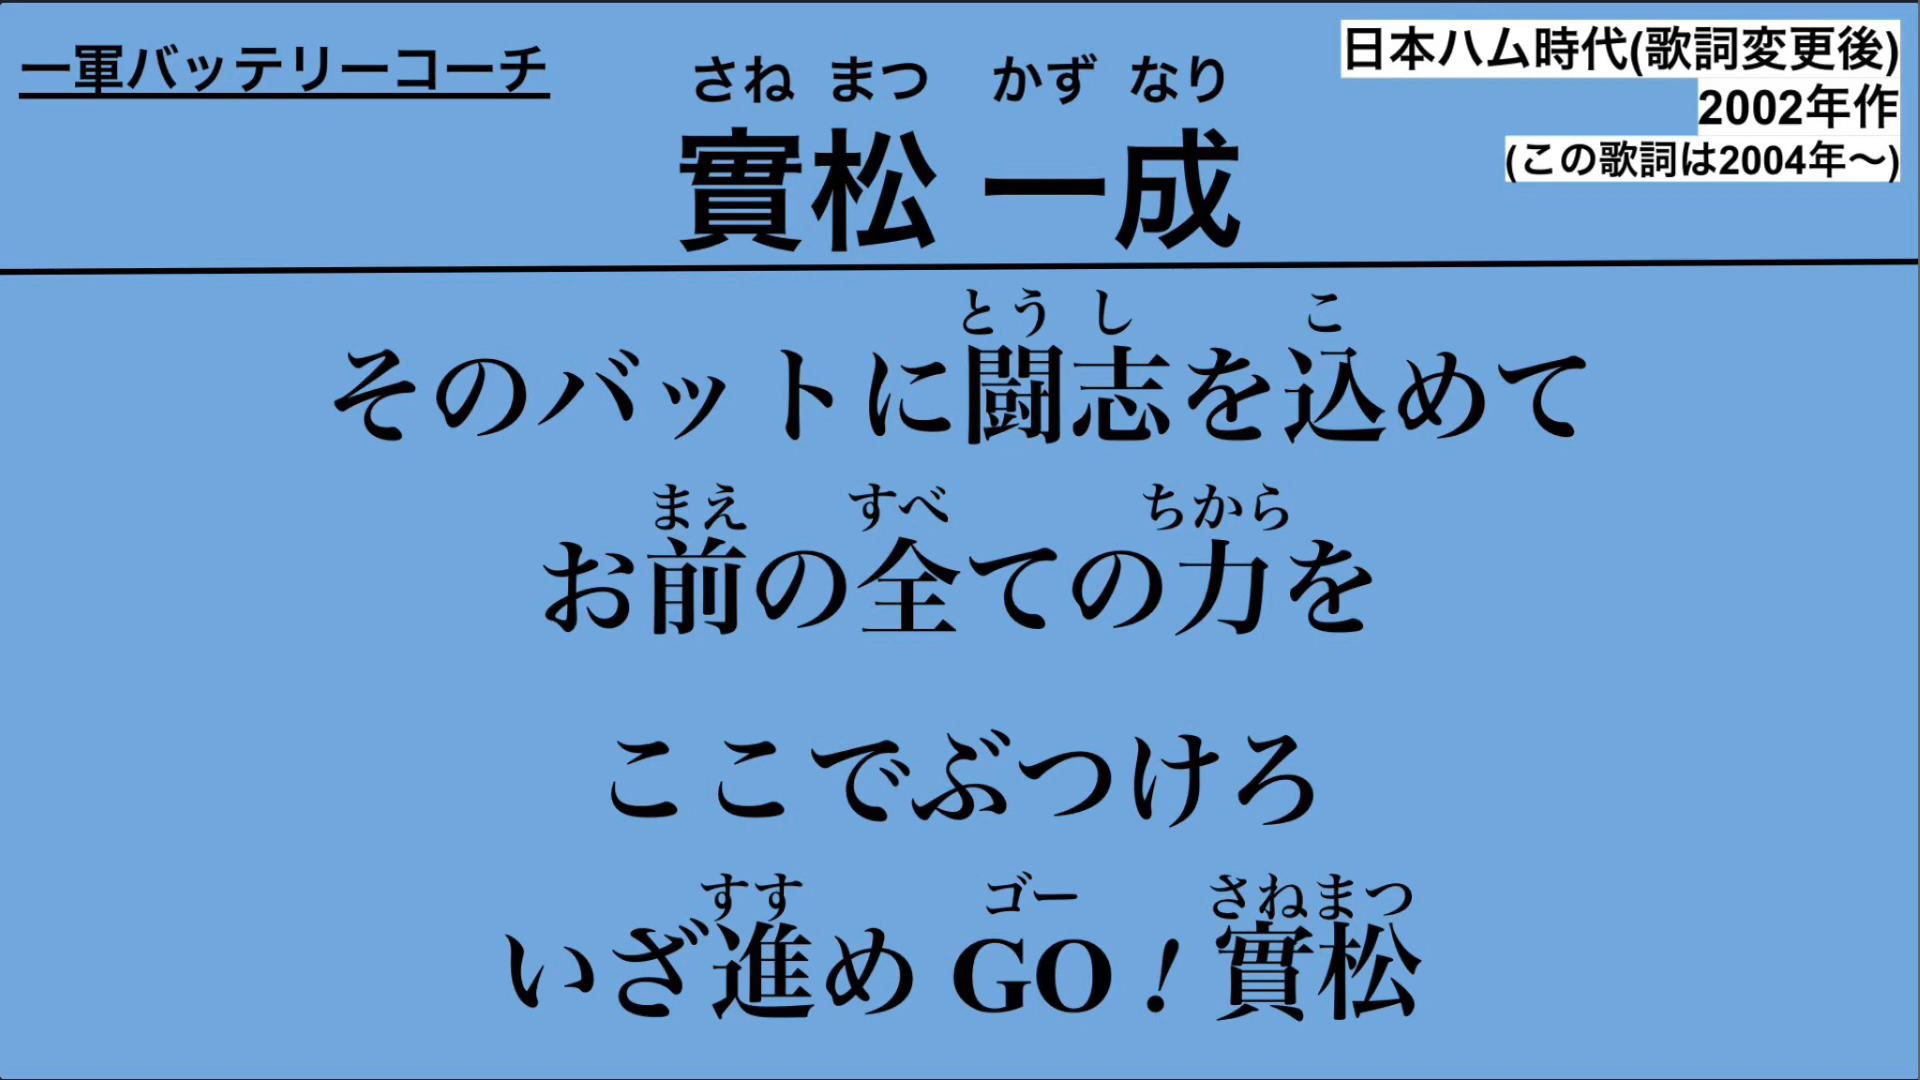 一軍バッテリーコーチ
さね まつ かず なり
實松 一成
日本ハム時代(歌詞変更後)
2002年作
(この歌詞は2004年〜)
とう し こ
そのバットに闘志を込めて
まえ すべ ちから
お前の全ての力を
ここでぶつけろ
すす ゴー さねまつ
いざ進め GO！實松